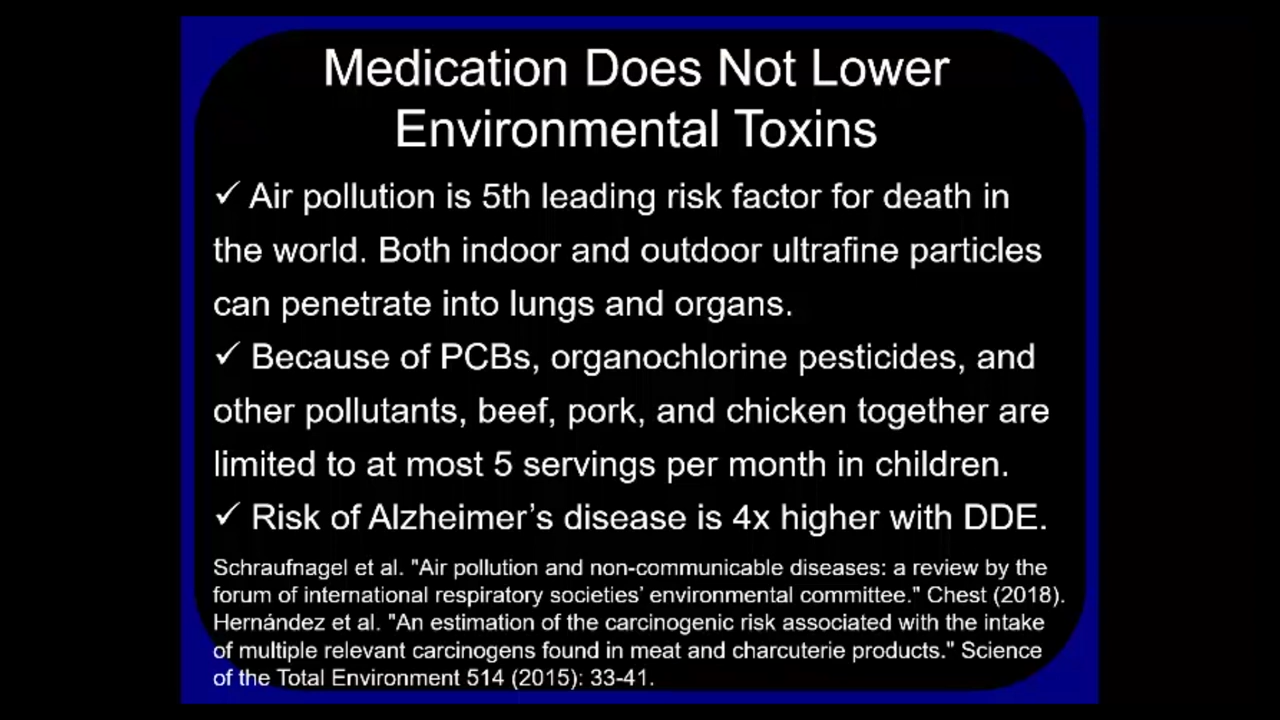 Medication Does Not Lower
Environmental Toxins
✓ Air pollution is 5th leading risk factor for death in
the world. Both indoor and outdoor ultrafine particles
can penetrate into lungs and organs.
✓ Because of PCBs, organochlorine pesticides, and
other pollutants, beef, pork, and chicken together are
limited to at most 5 servings per month in children.
✓ Risk of Alzheimer’s disease is 4x higher with DDE.
Schraufnagel et al. "Air pollution and non-communicable diseases: a review by the
forum of international respiratory societies’ environmental committee." Chest (2018).
Hernández et al. "An estimation of the carcinogenic risk associated with the intake
of multiple relevant carcinogens found in meat and charcuterie products." Science
of the Total Environment 514 (2015): 33-41.